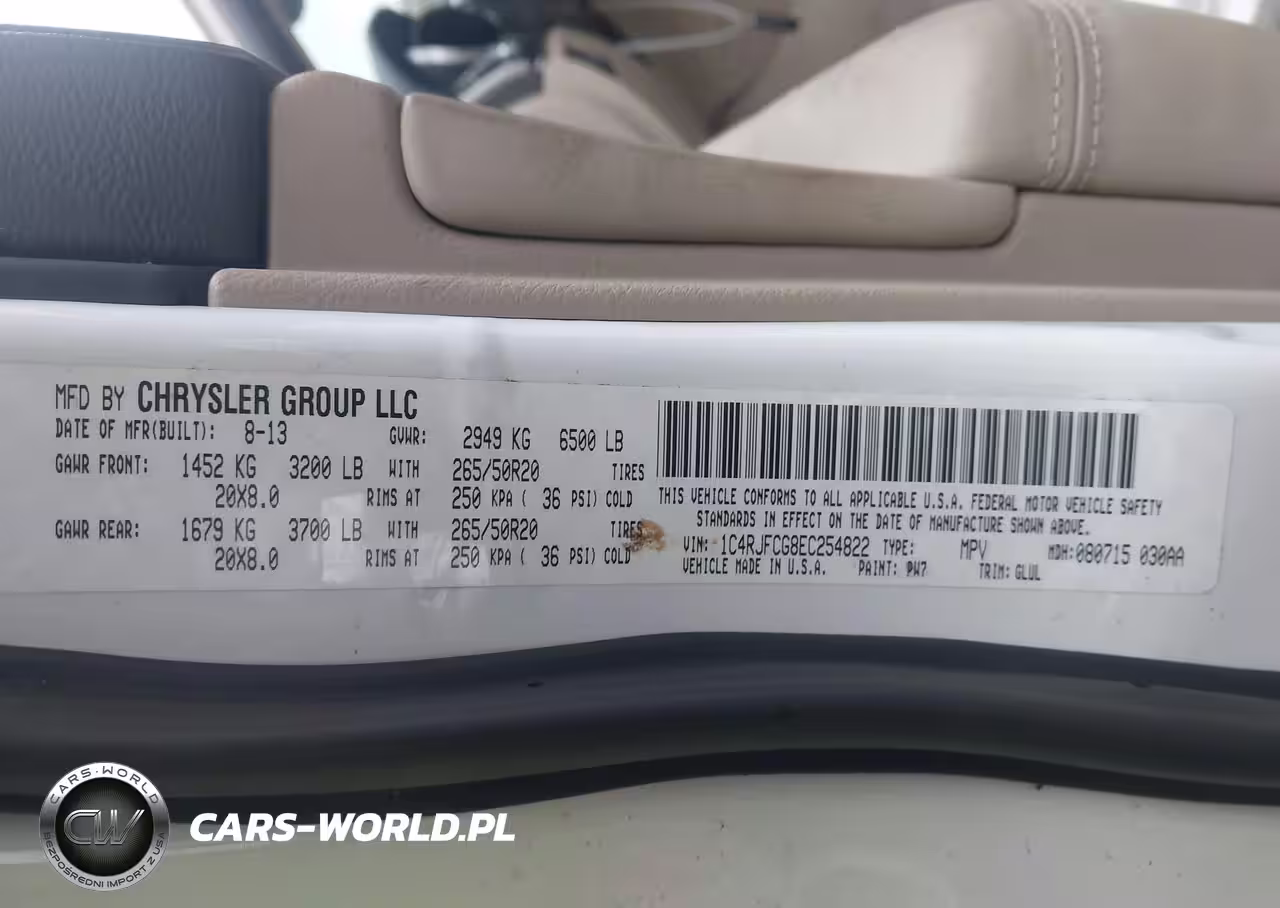 MFD BY CHRYSLER GROUP LLC
DATE OF MFR(BUILT): 8-13 GVWR: 2949 KG 6500 LB
GAWR FRONT: 1452 KG 3200 LB WITH 265/50R20 TIRES
20X8.0 RIMS AT 250 KPA ( 36 PSI) COLD
GAWR REAR: 1679 KG 3700 LB WITH 265/50R20 TIRES
20X8.0 RIMS AT 250 KPA ( 36 PSI) COLD
THIS VEHICLE CONFORMS TO ALL APPLICABLE U.S.A. FEDERAL MOTOR VEHICLE SAFETY
STANDARDS IN EFFECT ON THE DATE OF MANUFACTURE SHOWN ABOVE.
VIN: 1C4RJFCG8EC254822 TYPE: MPV MDH:080715 030AA
VEHICLE MADE IN U.S.A. PAINT: PW7 TRIM: GLUL
CARS-WORLD
CW
BEZPOŚREDNI IMPORT Z USA
CARS-WORLD.PL